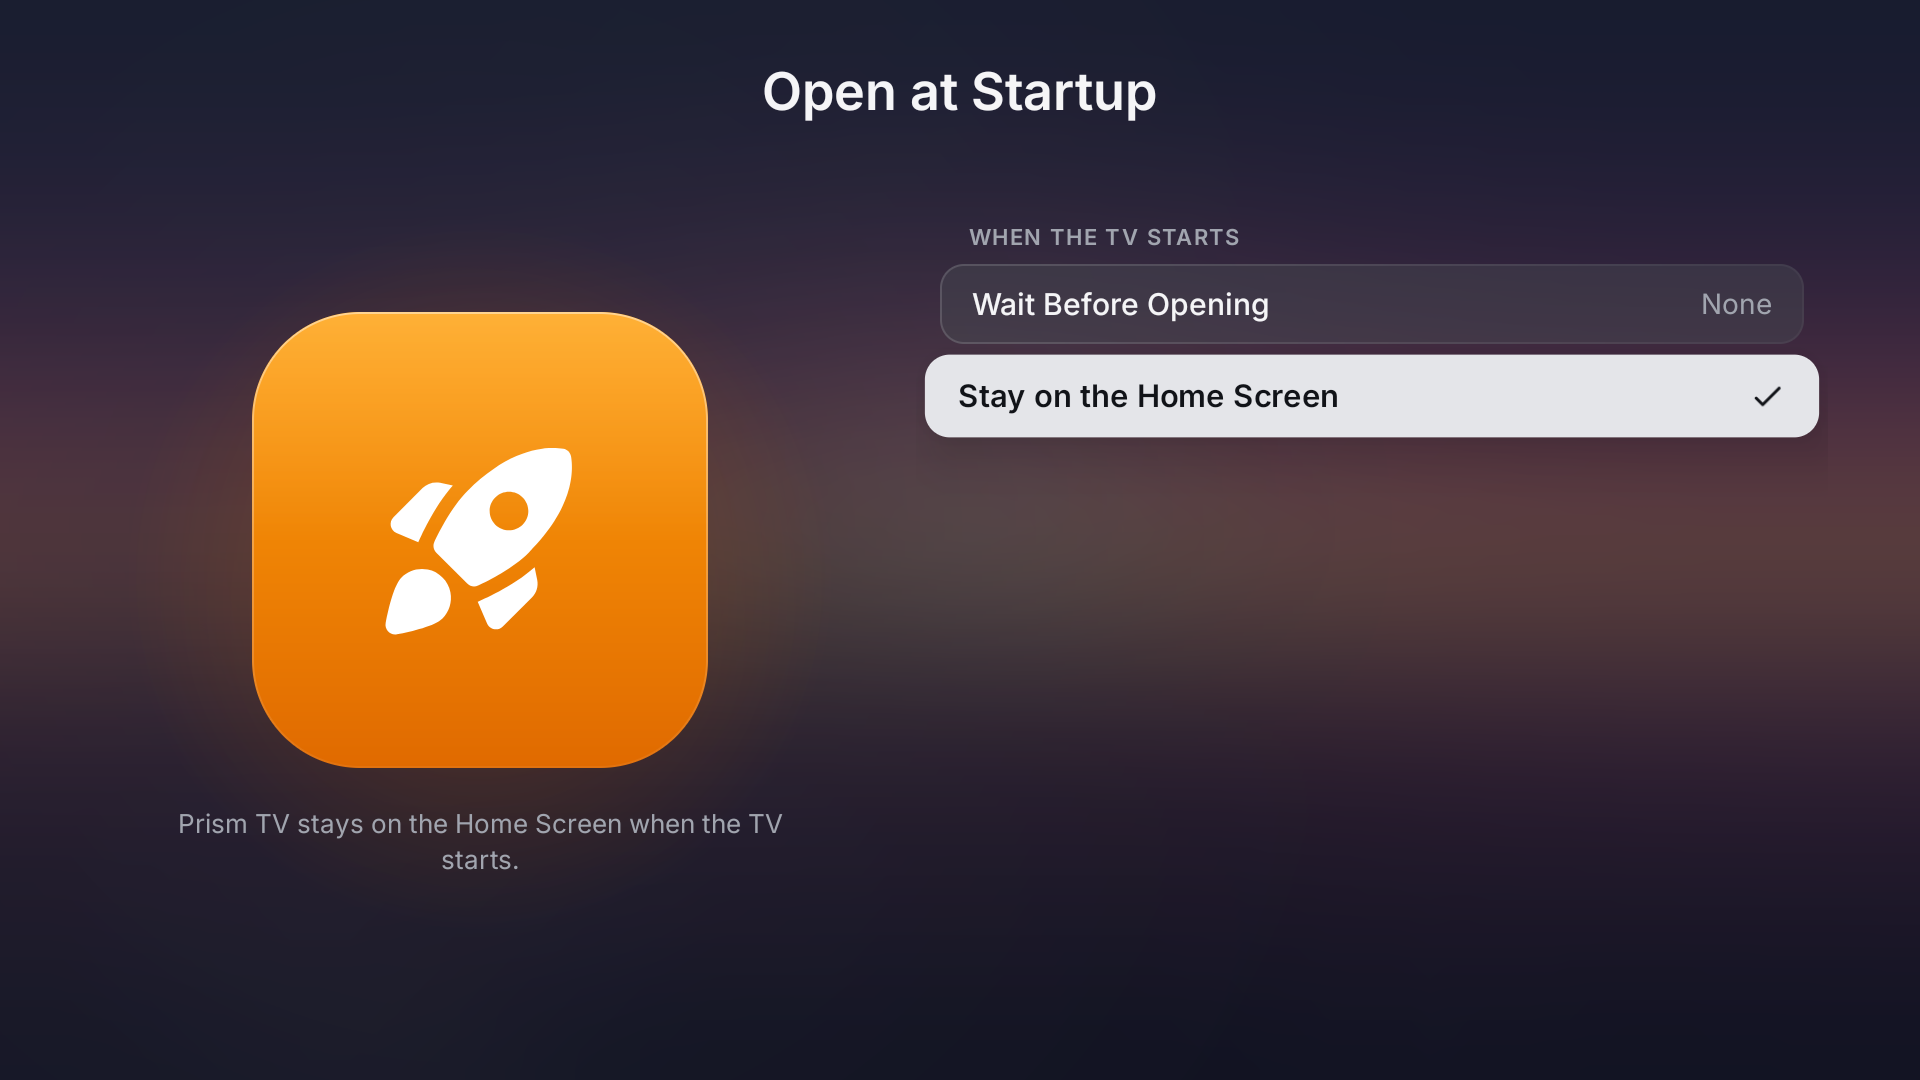 Open at Startup
WHEN THE TV STARTS
Wait Before Opening None
Stay on the Home Screen
Prism TV stays on the Home Screen when the TV
starts.